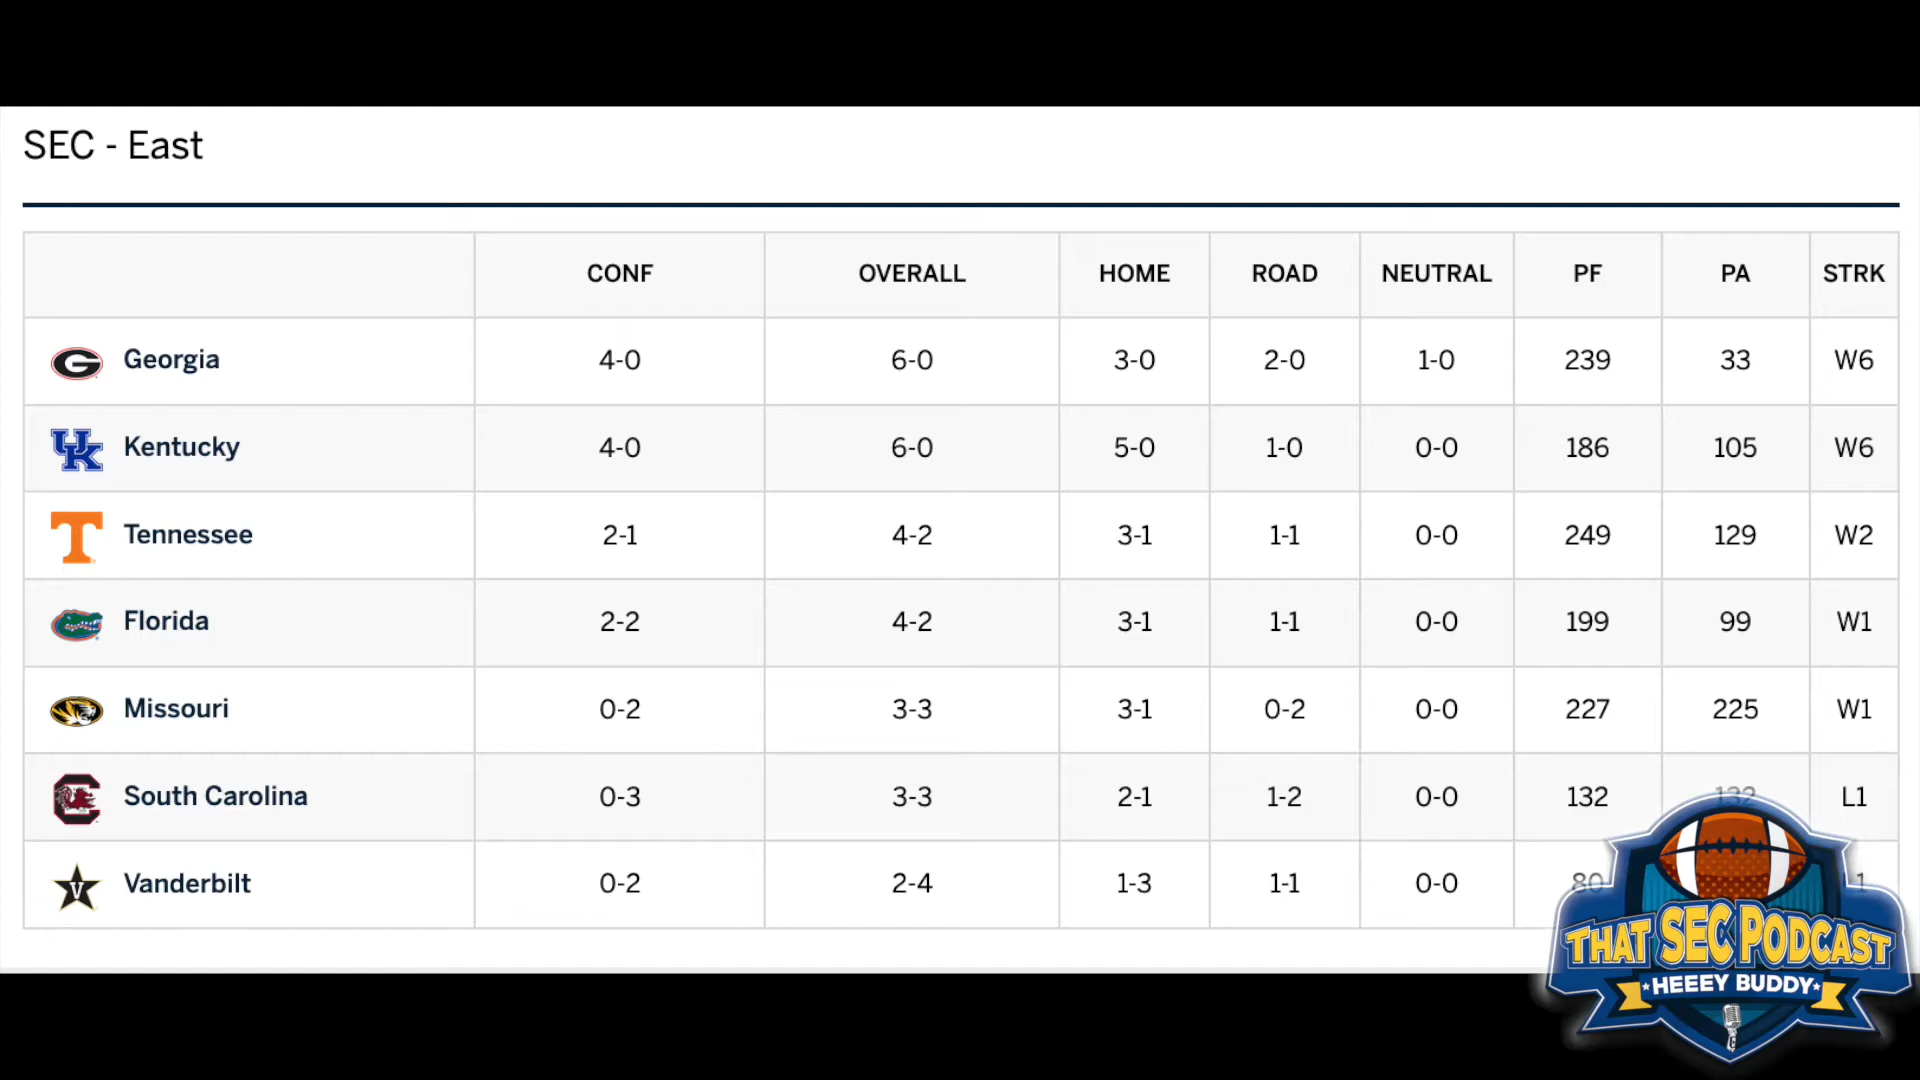 SEC - East
CONF OVERALL HOME ROAD NEUTRAL PF PA STRK
Georgia 4-0 6-0 3-0 2-0 1-0 239 33 W6
Kentucky 4-0 6-0 5-0 1-0 0-0 186 105 W6
Tennessee 2-1 4-2 3-1 1-1 0-0 249 129 W2
Florida 2-2 4-2 3-1 1-1 0-0 199 99 W1
Missouri 0-2 3-3 3-1 0-2 0-0 227 225 W1
South Carolina 0-3 3-3 2-1 1-2 0-0 132 132 L1
Vanderbilt 0-2 2-4 1-3 1-1 0-0 80
THAT SEC PODCAST
HEEEY BUDDY